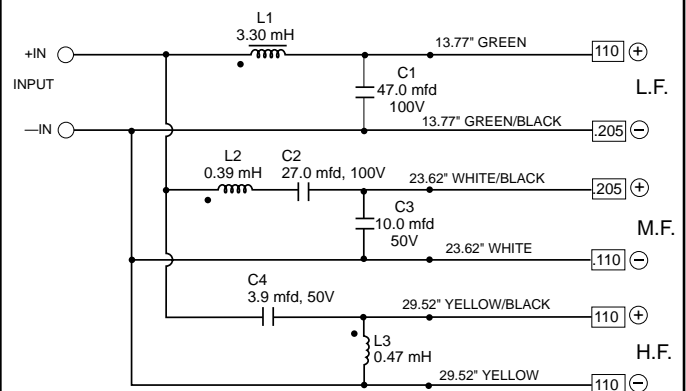 L1
3.30 mH
+IN
13.77" GREEN
110 +
INPUT
C1
47.0 mfd
100V
L.F.
13.77" GREEN/BLACK
—IN
.205 −
L2
0.39 mH
C2
27.0 mfd, 100V
23.62" WHITE/BLACK
.205 +
C3
10.0 mfd
50V
M.F.
23.62" WHITE
.110 −
C4
3.9 mfd, 50V
29.52" YELLOW/BLACK
110 +
L3
0.47 mH
H.F.
29.52" YELLOW
110 −